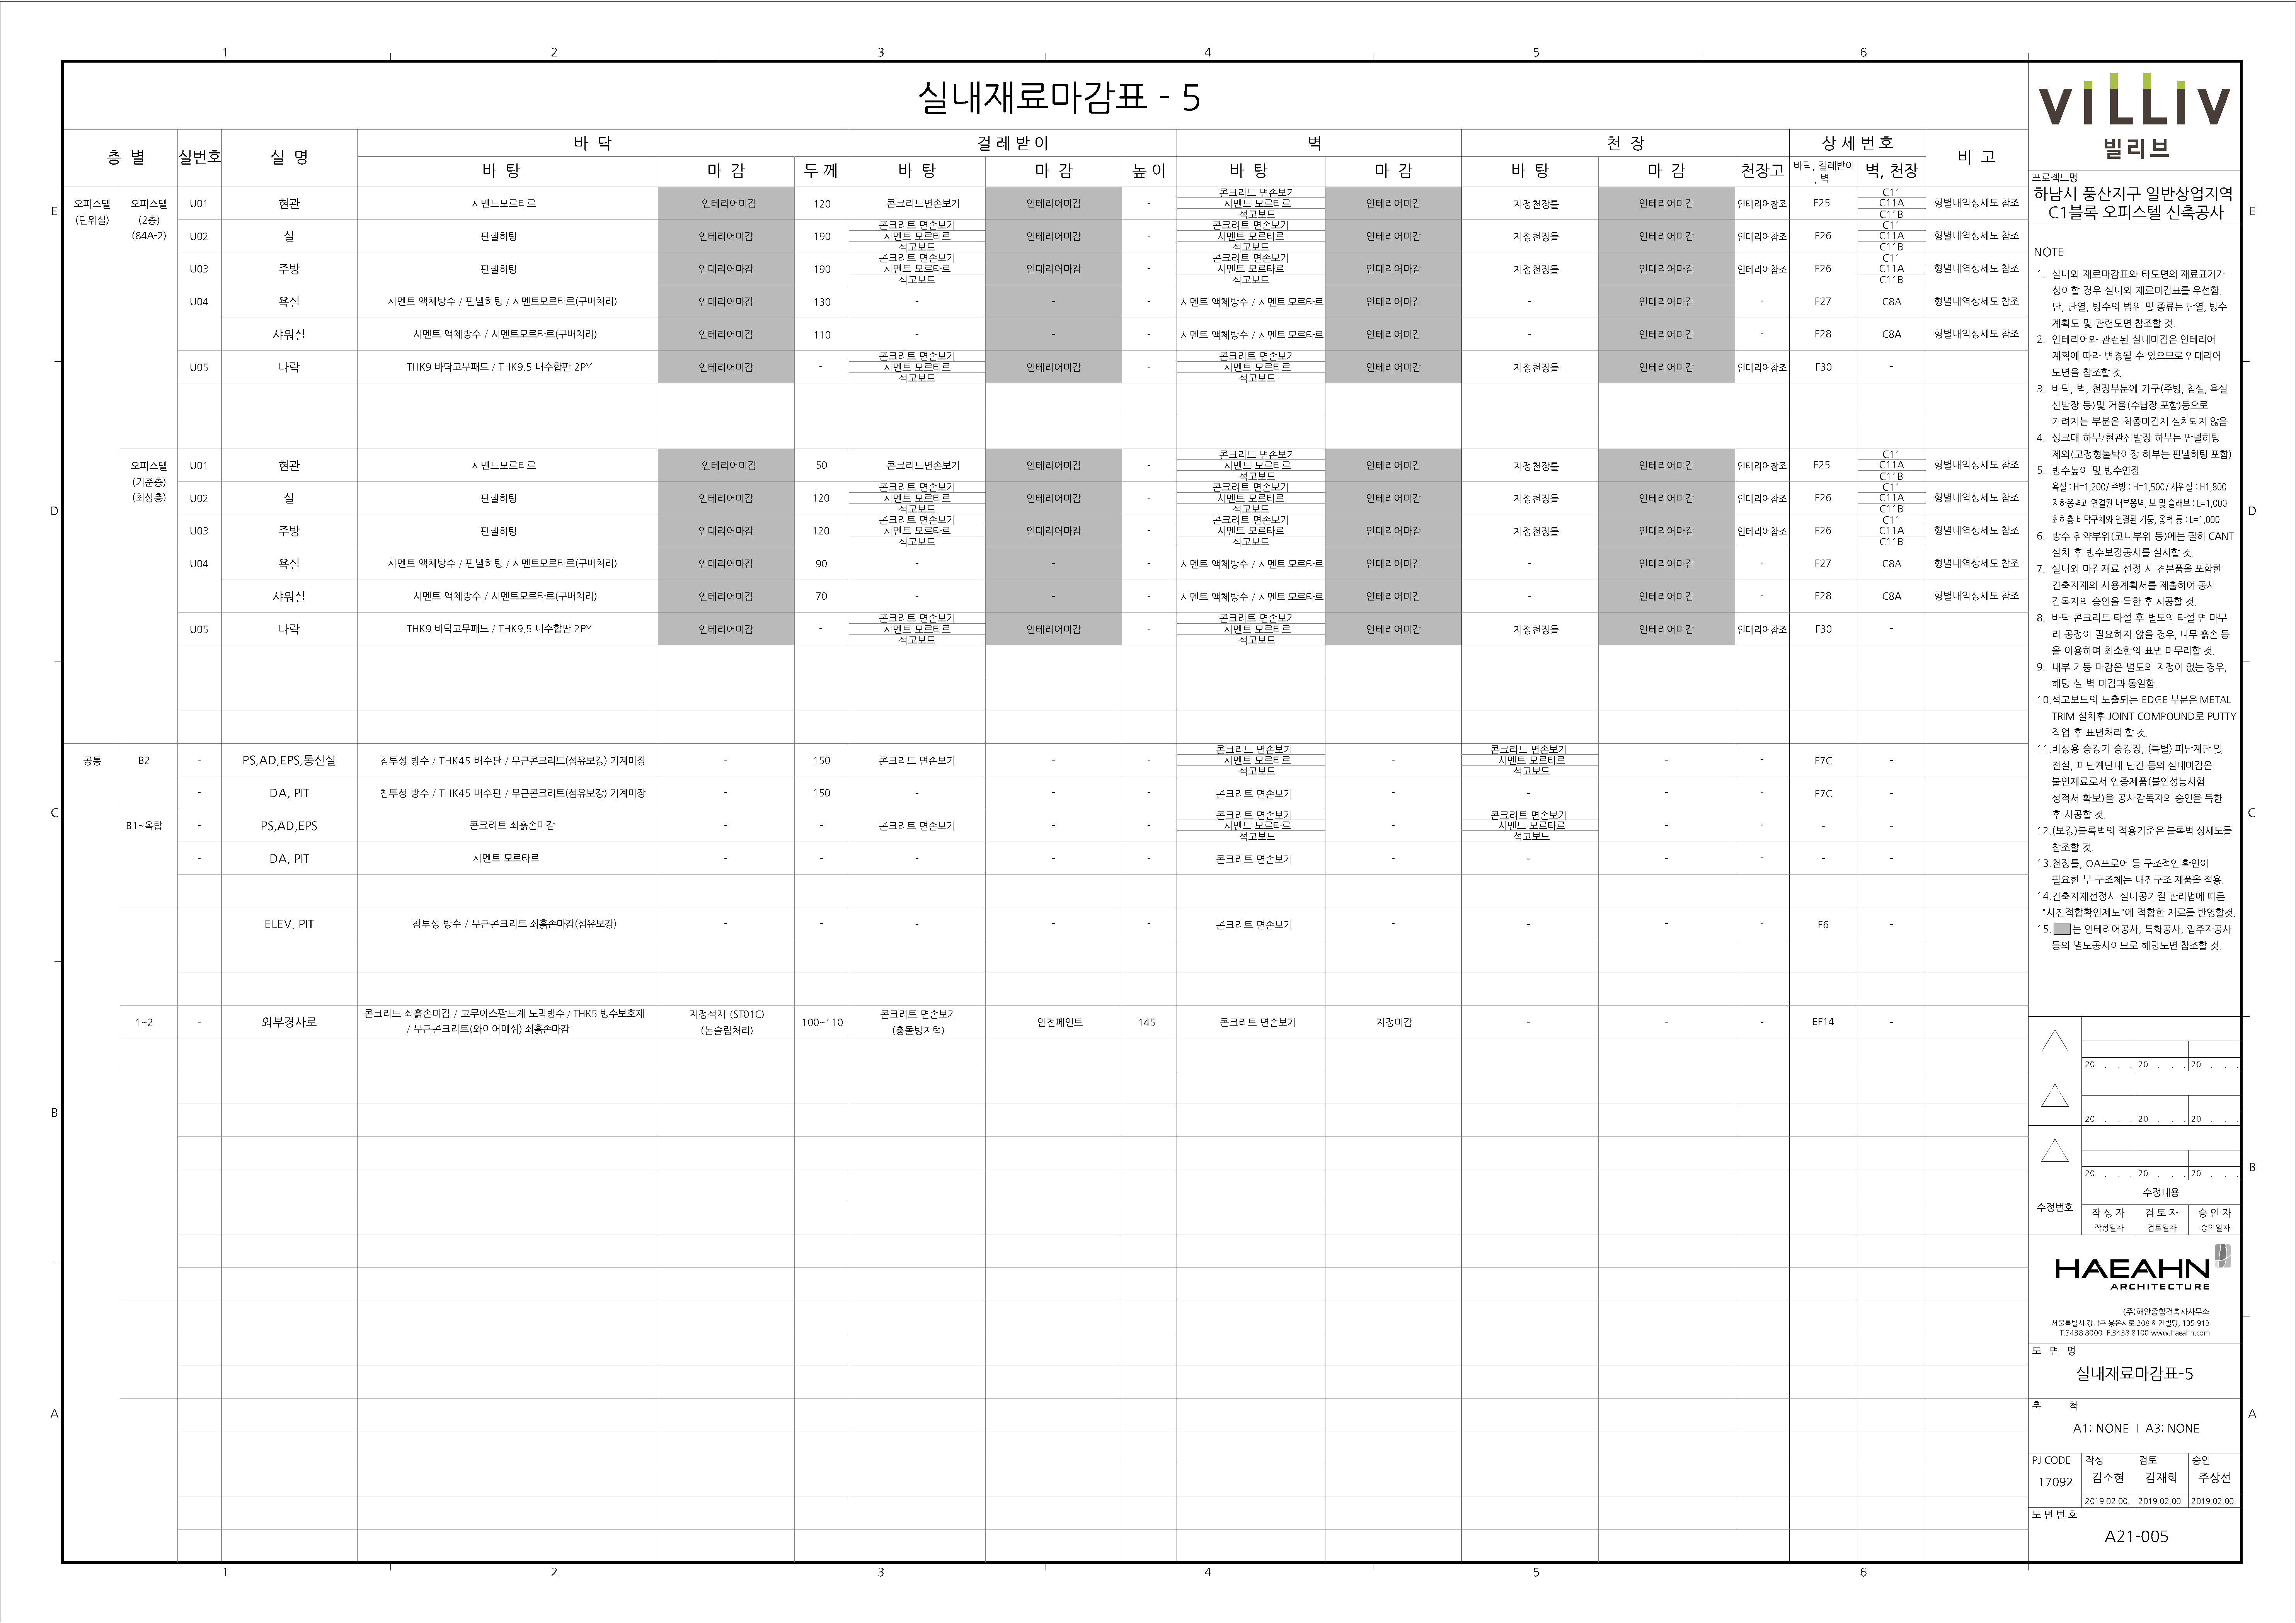 1 2 3 4 5 6
실내재료마감표 - 5
층 별 실번호 실 명 바 닥 걸레받이 벽 천 장 상세번호 비 고
바 탕 마 감 두께 바 탕 마 감 높이 바 탕 마 감 바 탕 마 감 천장고 바닥, 걸레받이 , 벽 벽, 천장
오피스텔
(단위실)
오피스텔
(2층)
(84A-2)
U01 현관 시멘트모르타르 인테리어마감 120 콘크리트면손보기 인테리어마감 - 콘크리트 면손보기 시멘트 모르타르 석고보드 인테리어마감 지정천장틀 인테리어마감 인테리어참조 F25 C11 C11A C11B 형별내역상세도 참조
U02 실 판넬히팅 인테리어마감 190 콘크리트 면손보기 시멘트 모르타르 석고보드 인테리어마감 - 콘크리트 면손보기 시멘트 모르타르 석고보드 인테리어마감 지정천장틀 인테리어마감 인테리어참조 F26 C11 C11A C11B 형별내역상세도 참조
U03 주방 판넬히팅 인테리어마감 190 콘크리트 면손보기 시멘트 모르타르 석고보드 인테리어마감 - 콘크리트 면손보기 시멘트 모르타르 석고보드 인테리어마감 지정천장틀 인테리어마감 인테리어참조 F26 C11 C11A C11B 형별내역상세도 참조
U04 욕실 시멘트 액체방수 / 판넬히팅 / 시멘트모르타르(구배처리) 인테리어마감 130 - - - 시멘트 액체방수 / 시멘트 모르타르 인테리어마감 - 인테리어마감 - F27 C8A 형별내역상세도 참조
샤워실 시멘트 액체방수 / 시멘트모르타르(구배처리) 인테리어마감 110 - - - 시멘트 액체방수 / 시멘트 모르타르 인테리어마감 - 인테리어마감 - F28 C8A 형별내역상세도 참조
U05 다락 THK9 바닥고무패드 / THK9.5 내수합판 2PY 인테리어마감 - 콘크리트 면손보기 시멘트 모르타르 석고보드 인테리어마감 - 콘크리트 면손보기 시멘트 모르타르 석고보드 인테리어마감 지정천장틀 인테리어마감 인테리어참조 F30 -
오피스텔
(기준층)
(최상층)
U01 현관 시멘트모르타르 인테리어마감 50 콘크리트면손보기 인테리어마감 - 콘크리트 면손보기 시멘트 모르타르 석고보드 인테리어마감 지정천장틀 인테리어마감 인테리어참조 F25 C11 C11A C11B 형별내역상세도 참조
U02 실 판넬히팅 인테리어마감 120 콘크리트 면손보기 시멘트 모르타르 석고보드 인테리어마감 - 콘크리트 면손보기 시멘트 모르타르 석고보드 인테리어마감 지정천장틀 인테리어마감 인테리어참조 F26 C11 C11A C11B 형별내역상세도 참조
U03 주방 판넬히팅 인테리어마감 120 콘크리트 면손보기 시멘트 모르타르 석고보드 인테리어마감 - 콘크리트 면손보기 시멘트 모르타르 석고보드 인테리어마감 지정천장틀 인테리어마감 인테리어참조 F26 C11 C11A C11B 형별내역상세도 참조
U04 욕실 시멘트 액체방수 / 판넬히팅 / 시멘트모르타르(구배처리) 인테리어마감 90 - - - 시멘트 액체방수 / 시멘트 모르타르 인테리어마감 - 인테리어마감 - F27 C8A 형별내역상세도 참조
샤워실 시멘트 액체방수 / 시멘트모르타르(구배처리) 인테리어마감 70 - - - 시멘트 액체방수 / 시멘트 모르타르 인테리어마감 - 인테리어마감 - F28 C8A 형별내역상세도 참조
U05 다락 THK9 바닥고무패드 / THK9.5 내수합판 2PY 인테리어마감 - 콘크리트 면손보기 시멘트 모르타르 석고보드 인테리어마감 - 콘크리트 면손보기 시멘트 모르타르 석고보드 인테리어마감 지정천장틀 인테리어마감 인테리어참조 F30 -
공통 B2 - PS,AD,EPS,통신실 침투성 방수 / THK45 배수판 / 무근콘크리트(섬유보강) 기계미장 - 150 콘크리트 면손보기 - - 콘크리트 면손보기 시멘트 모르타르 석고보드 - 콘크리트 면손보기 시멘트 모르타르 석고보드 - - F7C -
- DA, PIT 침투성 방수 / THK45 배수판 / 무근콘크리트(섬유보강) 기계미장 - 150 - - - 콘크리트 면손보기 - - - - F7C -
B1~옥탑 - PS,AD,EPS 콘크리트 쇠흙손마감 - - 콘크리트 면손보기 - - 콘크리트 면손보기 시멘트 모르타르 석고보드 - 콘크리트 면손보기 시멘트 모르타르 석고보드 - - - -
- DA, PIT 시멘트 모르타르 - - - - - 콘크리트 면손보기 - - - - - -
ELEV. PIT 침투성 방수 / 무근콘크리트 쇠흙손마감(섬유보강) - - - - - 콘크리트 면손보기 - - - - F6 -
1~2 - 외부경사로 콘크리트 쇠흙손마감 / 고무아스팔트계 도막방수 / THK5 방수보호재 / 무근콘크리트(와이어메쉬) 쇠흙손마감 지정석재 (ST01C) (논슬립처리) 100~110 콘크리트 면손보기 (충돌방지턱) 안전페인트 145 콘크리트 면손보기 지정마감 - - - EF14 -
E
D
C
B
A
1 2 3 4 5 6
ViLLiV
빌리브
프로젝트명
하남시 풍산지구 일반상업지역
C1블록 오피스텔 신축공사
NOTE
1. 실내외 재료마감표와 타도면의 재료표기가
상이할 경우 실내외 재료마감표를 우선함.
단, 단열, 방수의 범위 및 종류는 단열, 방수
계획도 및 관련도면 참조할 것.
2. 인테리어와 관련된 실내마감은 인테리어
계획에 따라 변경될 수 있으므로 인테리어
도면을 참조할 것.
3. 바닥, 벽, 천장부분에 가구(주방, 침실, 욕실
신발장 등)및 거울(수납장 포함)등으로
가려지는 부분은 최종마감재 설치되지 않음
4. 싱크대 하부/현관신발장 하부는 판넬히팅
제외(고정형붙박이장 하부는 판넬히팅 포함)
5. 방수높이 및 방수연장
욕실 : H=1,200/ 주방 : H=1,500/ 샤워실 : H1,800
지하옹벽과 연결된 내부옹벽, 보 및 슬래브 : L=1,000
최하층 바닥구체와 연결된 기둥, 옹벽 등 : L=1,000
6. 방수 취약부위(코너부위 등)에는 필히 CANT
설치 후 방수보강공사를 실시할 것.
7. 실내외 마감재료 선정 시 견본품을 포함한
건축자재의 사용계획서를 제출하여 공사
감독자의 승인을 득한 후 시공할 것.
8. 바닥 콘크리트 타설 후 별도의 타설 면 마무
리 공정이 필요하지 않을 경우, 나무 흙손 등
을 이용하여 최소한의 표면 마무리할 것.
9. 내부 기둥 마감은 별도의 지정이 없는 경우,
해당 실 벽 마감과 동일함.
10.석고보드의 노출되는 EDGE 부분은 METAL
TRIM 설치후 JOINT COMPOUND로 PUTTY
작업 후 표면처리 할 것.
11.비상용 승강기 승강장, (특별) 피난계단 및
전실, 피난계단내 난간 등의 실내마감은
불연재료로서 인증제품(불연성능시험
성적서 확보)을 공사감독자의 승인을 득한
후 시공할 것.
12.(보강)블록벽의 적용기준은 블록벽 상세도를
참조할 것.
13.천장틀, OA프로어 등 구조적인 확인이
필요한 부 구조체는 내진구조 제품을 적용.
14.건축자재선정시 실내공기질 관리법에 따른
"사전적합확인제도"에 적합한 재료를 반영할것.
15. 는 인테리어공사, 특화공사, 입주자공사
등의 별도공사이므로 해당도면 참조할 것.
20 . . . 20 . . . 20 . . .
20 . . . 20 . . . 20 . . .
20 . . . 20 . . . 20 . . .
수정번호 수정내용
작성자 검토자 승인자
작성일자 검토일자 승인일자
HAEAHN
ARCHITECTURE
(주)해안종합건축사사무소
서울특별시 강남구 봉은사로 208 해안빌딩, 135-913
T.3438 8000 F.3438 8100 www.haeahn.com
도 면 명
실내재료마감표-5
축 척
A1: NONE I A3: NONE
PJ CODE 작성 검토 승인
17092 김소현 김재희 주상선
2019.02.00. 2019.02.00. 2019.02.00.
도면번호
A21-005